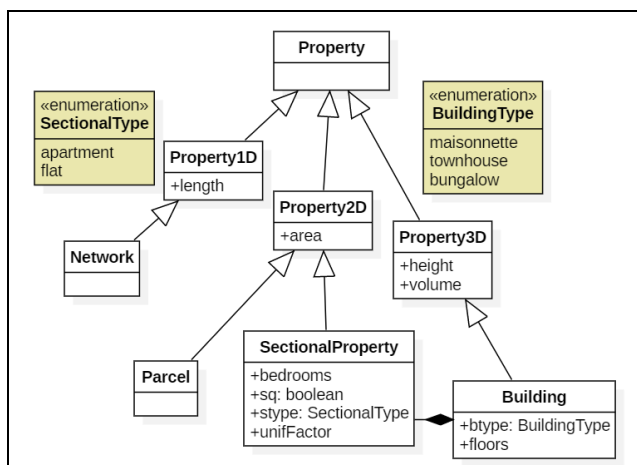 Property
«enumeration»
SectionalType
apartment
flat
«enumeration»
BuildingType
maisonnette
townhouse
bungalow
Property1D
+length
Property2D
+area
Property3D
+height
+volume
Network
Parcel
SectionalProperty
+bedrooms
+sq: boolean
+stype: SectionalType
+unifFactor
Building
+btype: BuildingType
+floors